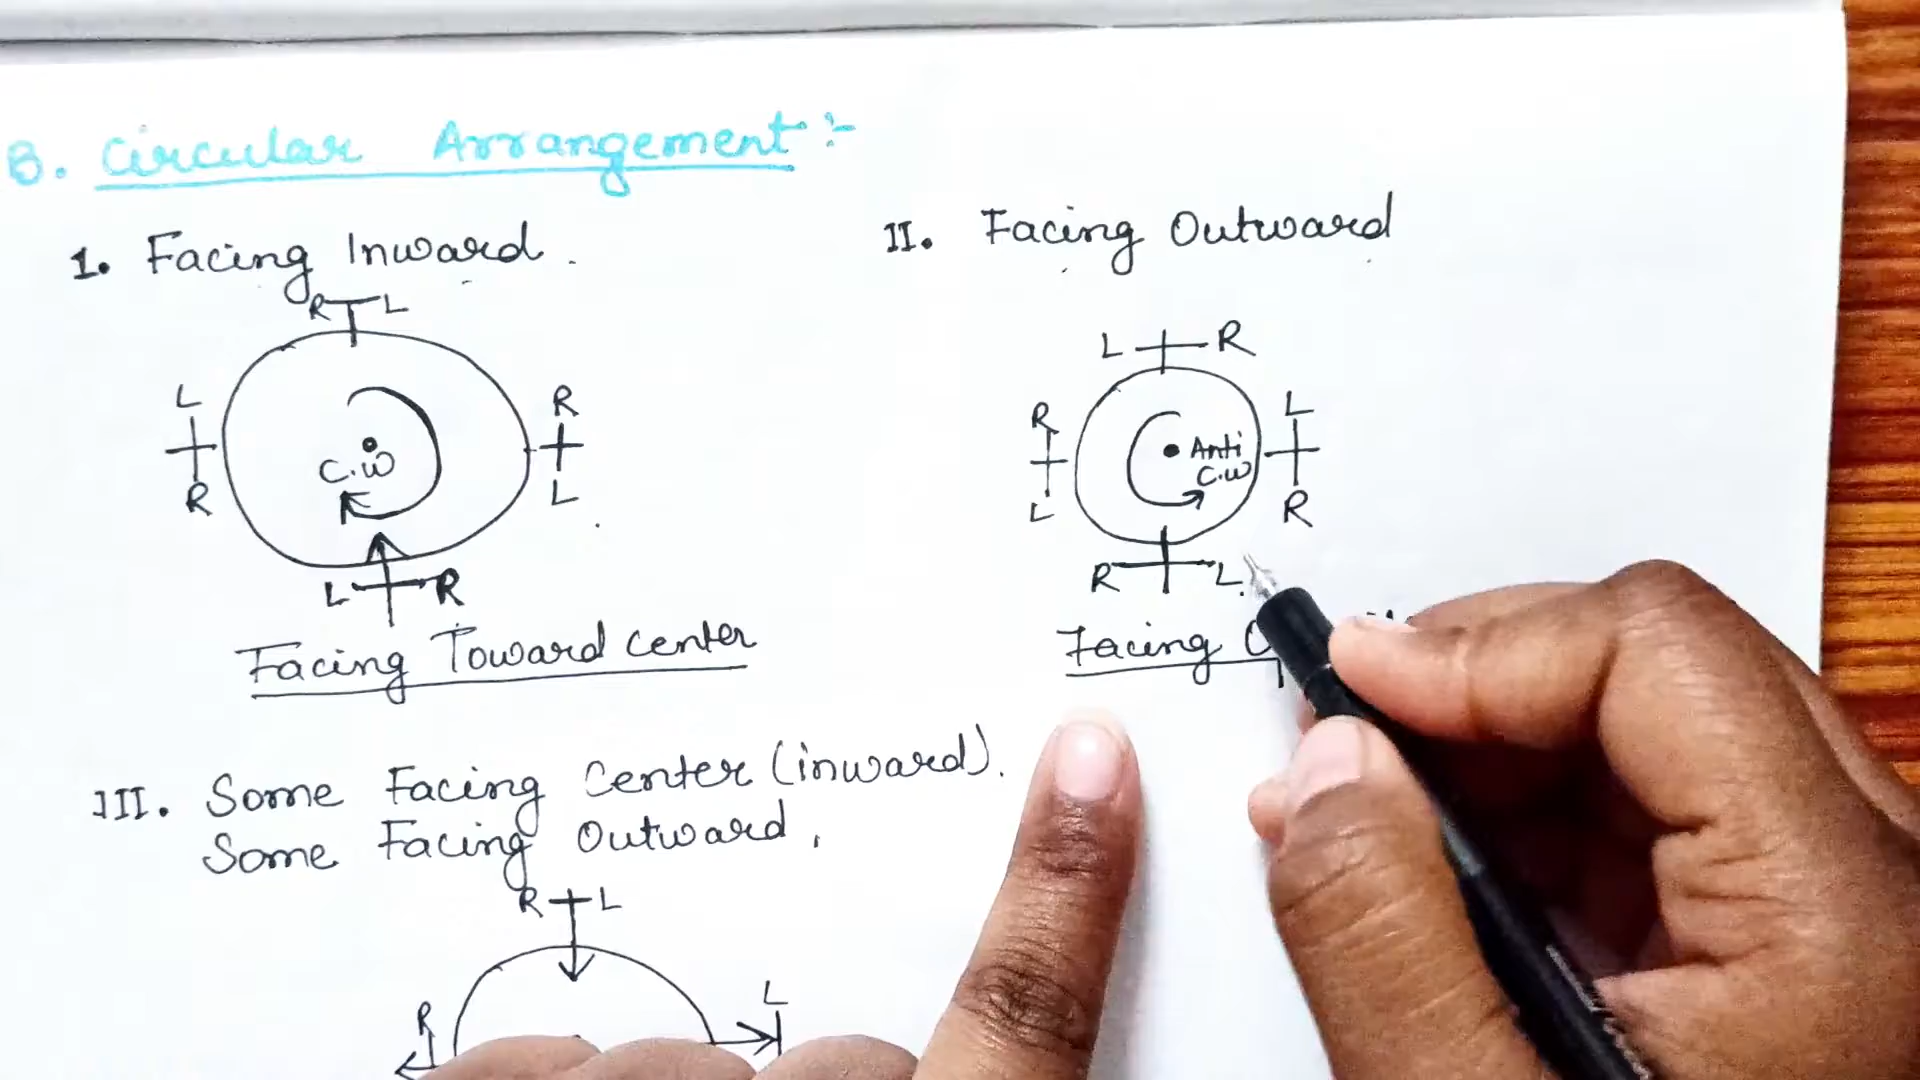 B. Circular Arrangement :-
1. Facing Inward.
R L
L R
C.W
R L
L R
Facing Toward Center
II. Facing Outward
L R
R L
Anti
C.W
L R
R L
Facing
III. Some Facing Center (inward).
Some Facing Outward.
R L
R L